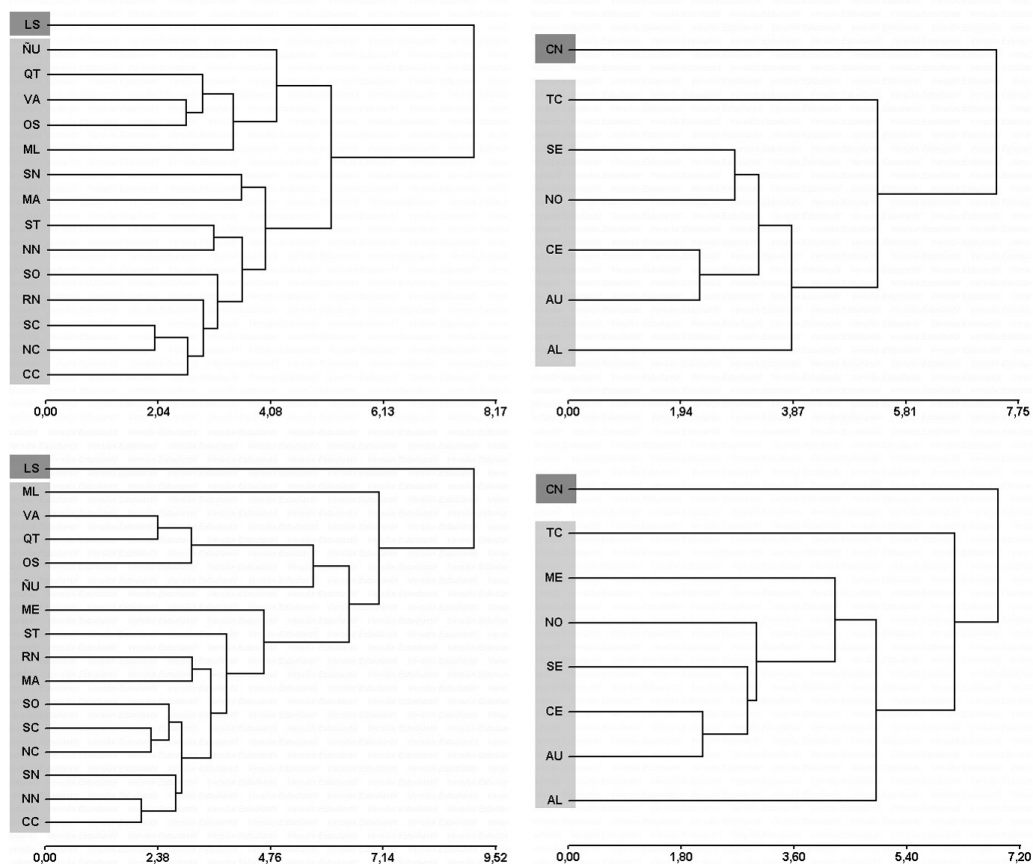 LS
ÑU
QT
VA
OS
ML
SN
MA
ST
NN
SO
RN
SC
NC
CC
0,00 2,04 4,08 6,13 8,17
CN
TC
SE
NO
CE
AU
AL
0,00 1,94 3,87 5,81 7,75
LS
ML
VA
QT
OS
ÑU
ME
ST
RN
MA
SO
SC
NC
SN
NN
CC
0,00 2,38 4,76 7,14 9,52
CN
TC
ME
NO
SE
CE
AU
AL
0,00 1,80 3,60 5,40 7,20